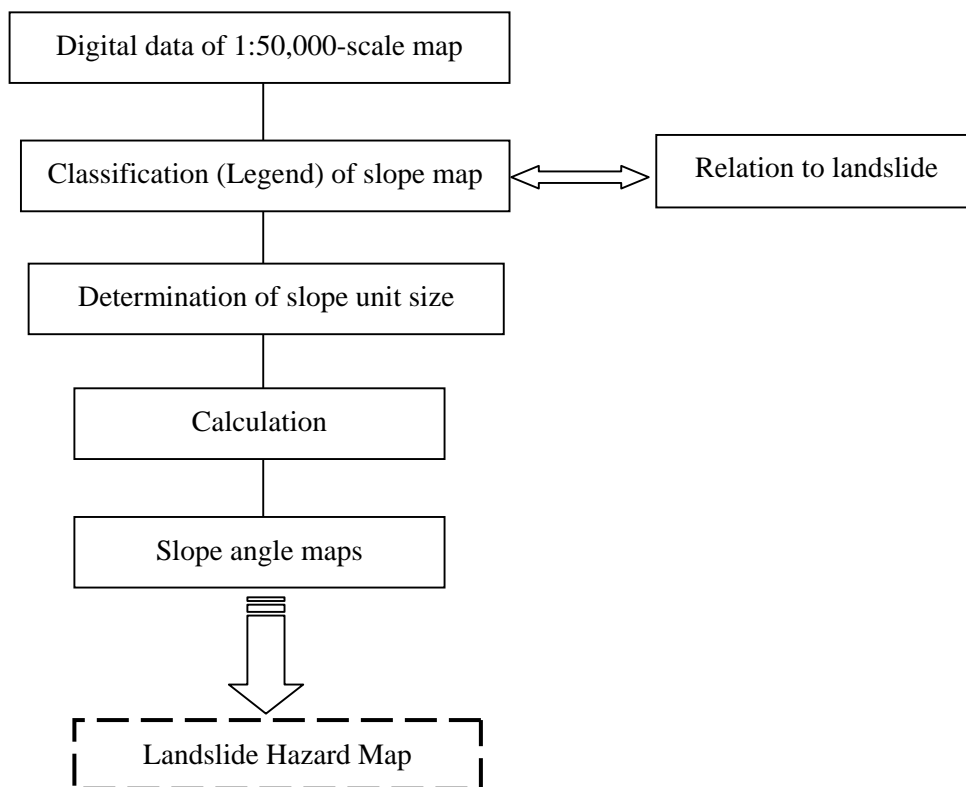 Digital data of 1:50,000-scale map
Classification (Legend) of slope map
Relation to landslide
Determination of slope unit size
Calculation
Slope angle maps
Landslide Hazard Map